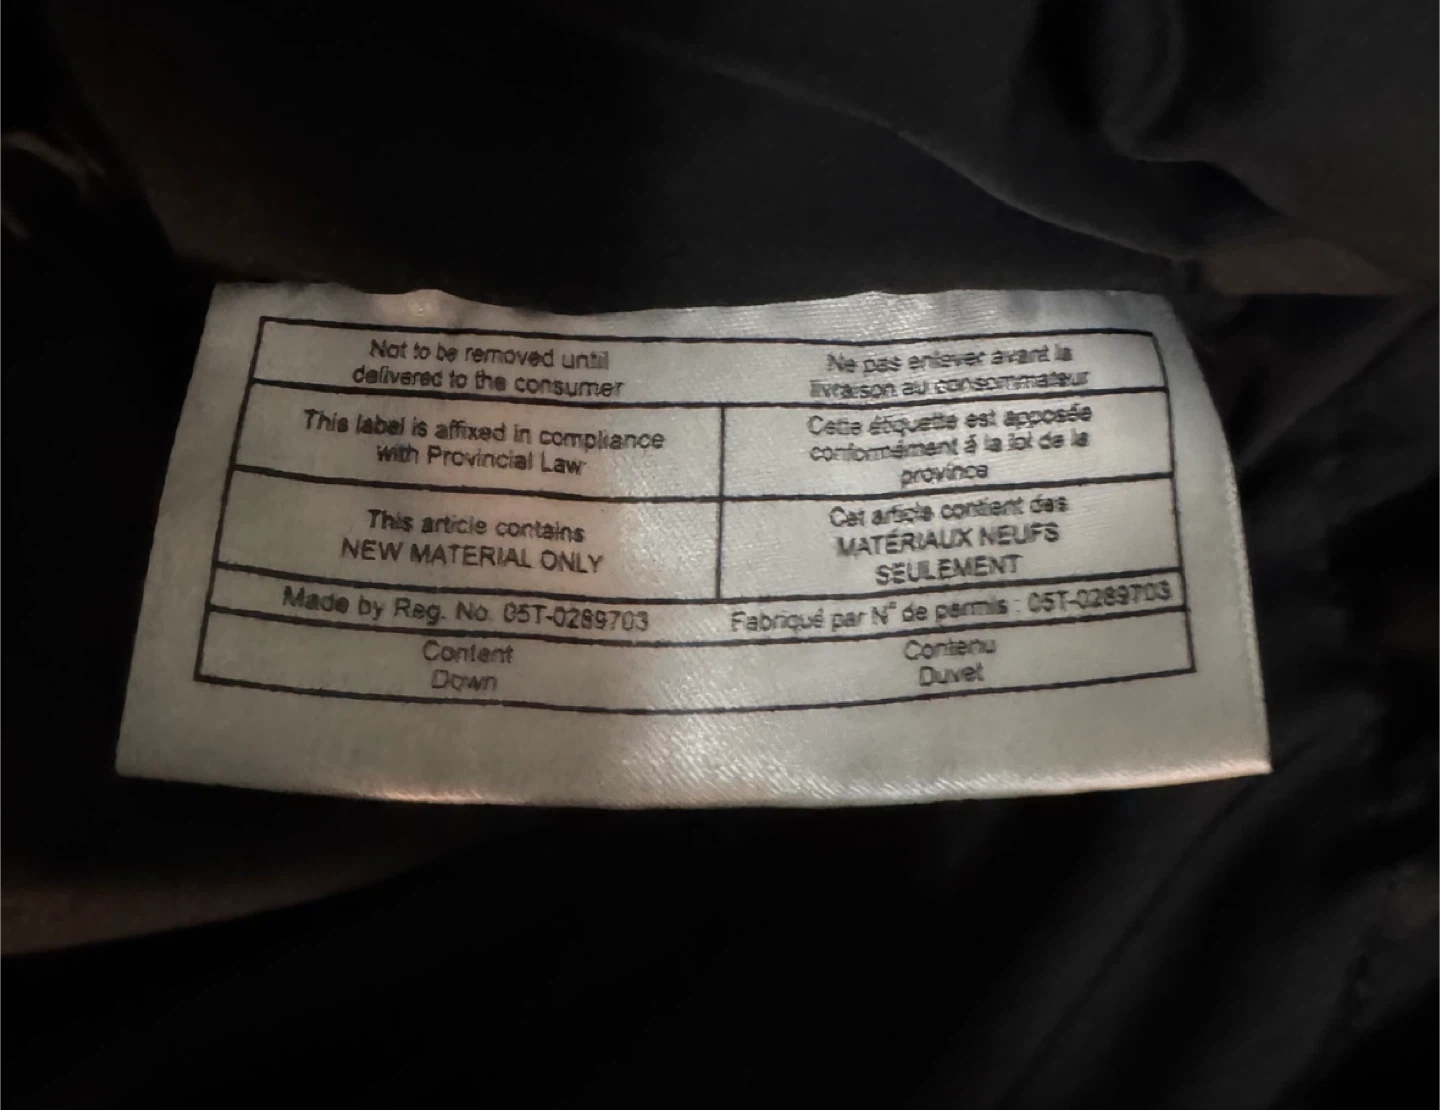 Not to be removed until
delivered to the consumer
Ne pas enlever avant la
livraison au consommateur
This label is affixed in compliance
with Provincial Law
Cette étiquette est apposée
conformément á la loi de la
province
This article contains
NEW MATERIAL ONLY
Cet article contient des
MATÉRIAUX NEUFS
SEULEMENT
Made by Reg. No. 05T-0289703
Fabriqué par N° de permis : 05T-0289703
Content
Down
Contenu
Duvet